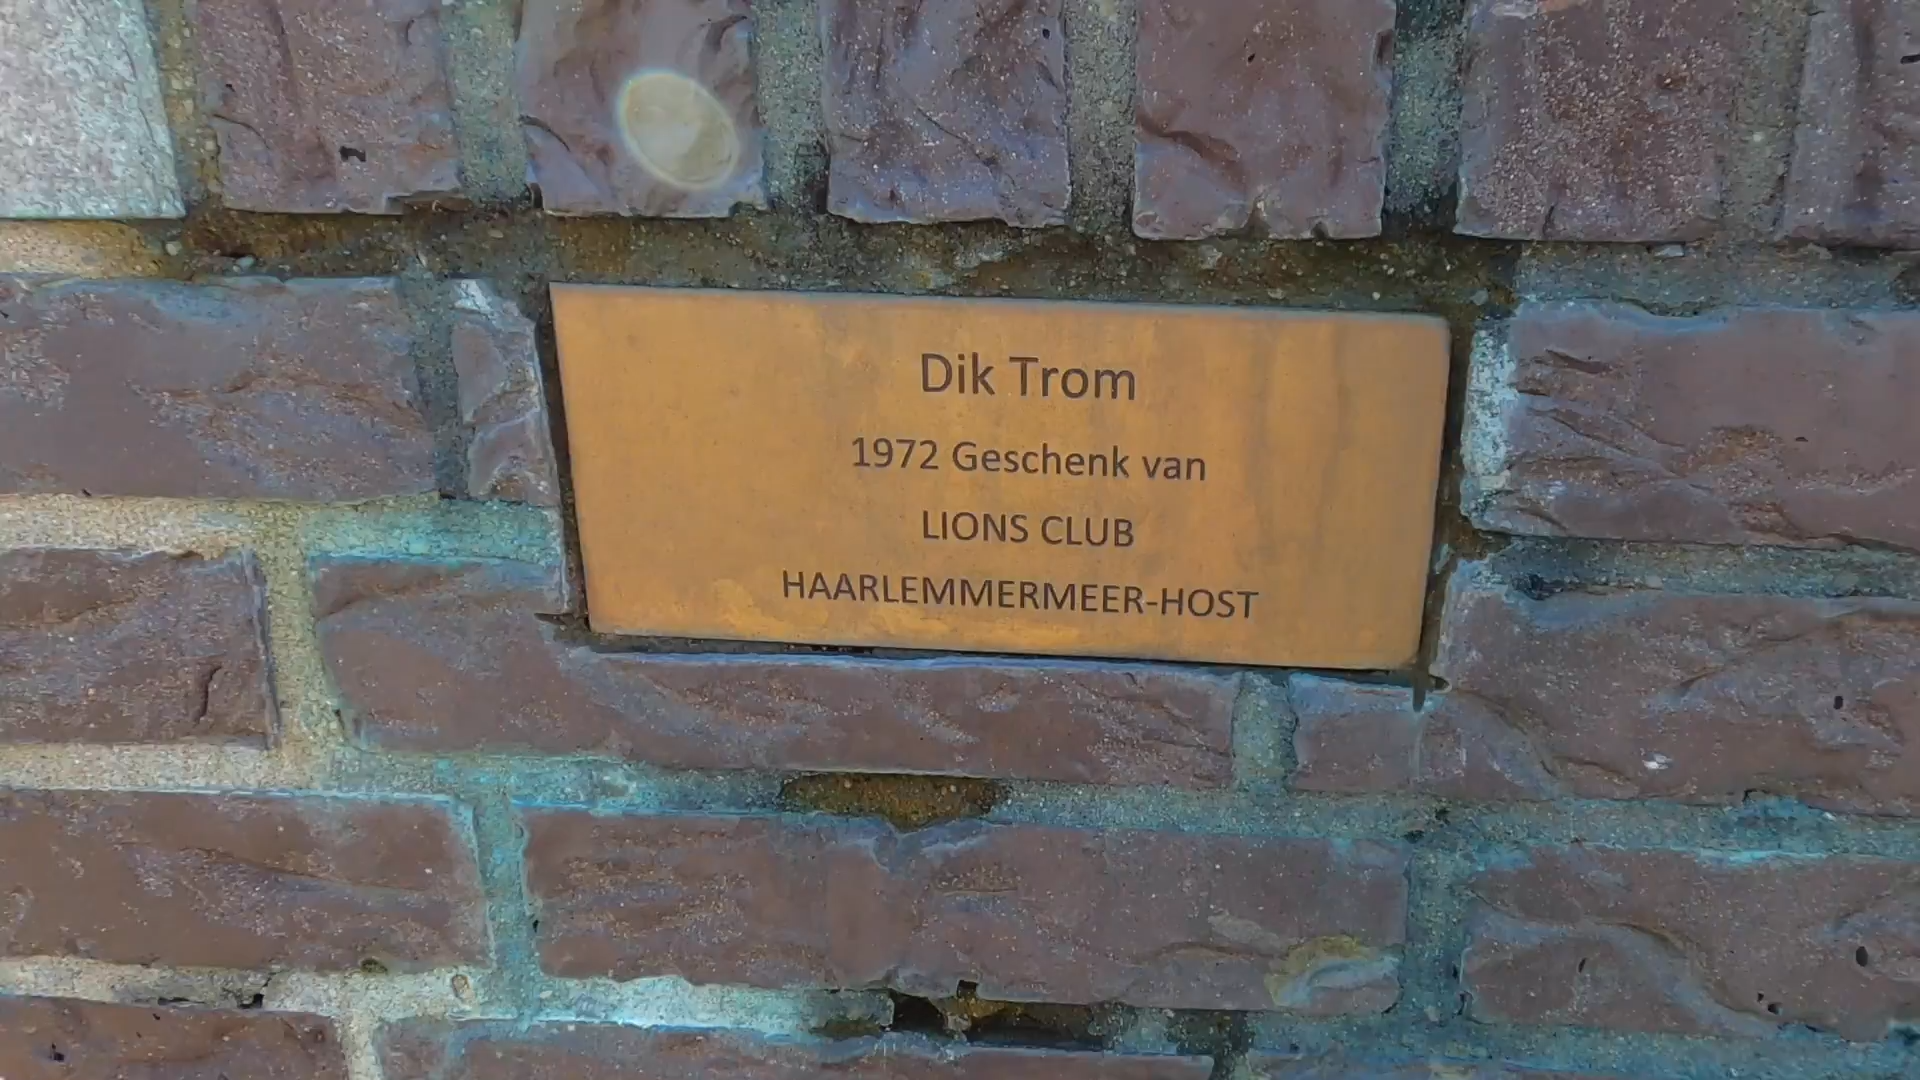 Dik Trom
1972 Geschenk van
LIONS CLUB
HAARLEMMERMEER-HOST